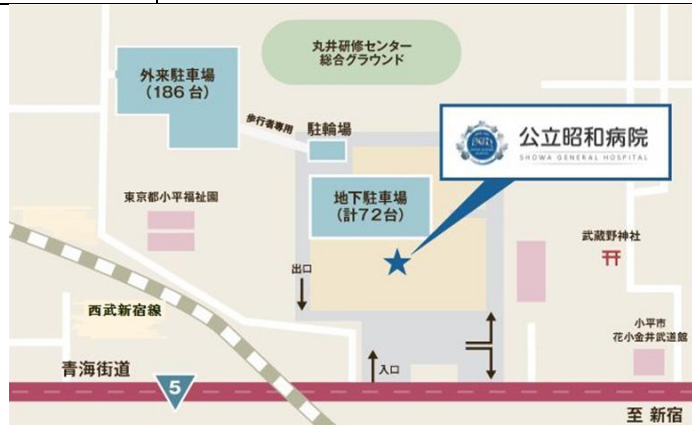 丸井研修センター
総合グラウンド
外来駐車場
（186台）
歩行者専用
駐輪場
公立昭和病院
SHOWA GENERAL HOSPITAL
地下駐車場
（計72台）
東京都小平福祉園
武蔵野神社
出口
西武新宿線
小平市
花小金井武道館
青海街道
入口
5
至 新宿